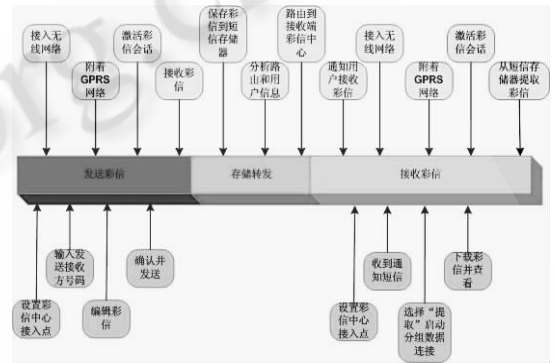 接入无
线网络
附着
GPRS
网络
激活彩
信会话
接收彩
信
保存彩
信到短
信存储
器
分析路
由和用
户信息
路由到
接收端
彩信中
心
通知用
户接收
彩信
接入无
线网络
附着
GPRS
网络
激活彩
信会话
从短信存
储器提取
彩信
发送彩信
存储转发
接收彩信
设置彩
信中心
接入点
输入发
送接收
方号码
编辑彩
信
确认并
发送
设置彩
信中心
接入点
收到通
知短信
选择“提
取”启动
分组数据
连接
下载彩
信并查
看